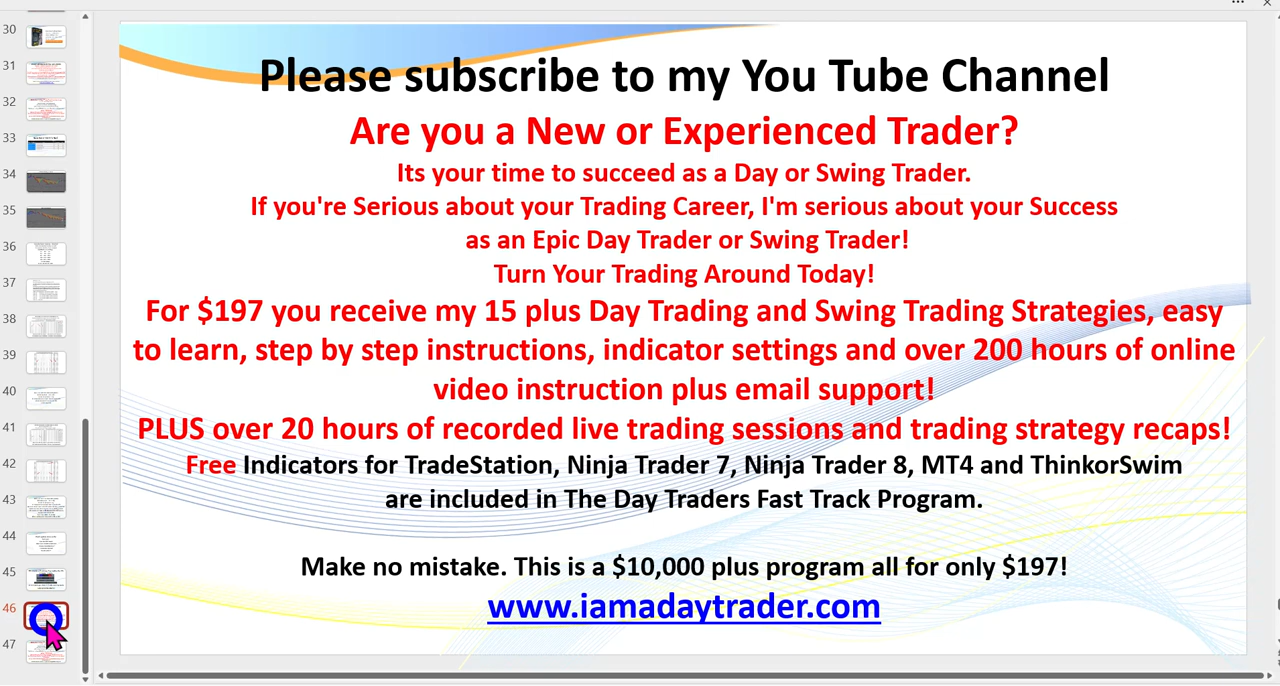 Please subscribe to my You Tube Channel
Are you a New or Experienced Trader?
Its your time to succeed as a Day or Swing Trader.
If you're Serious about your Trading Career, I'm serious about your Success
as an Epic Day Trader or Swing Trader!
Turn Your Trading Around Today!
For $197 you receive my 15 plus Day Trading and Swing Trading Strategies, easy
to learn, step by step instructions, indicator settings and over 200 hours of online
video instruction plus email support!
PLUS over 20 hours of recorded live trading sessions and trading strategy recaps!
Free Indicators for TradeStation, Ninja Trader 7, Ninja Trader 8, MT4 and ThinkorSwim
are included in The Day Traders Fast Track Program.
Make no mistake. This is a $10,000 plus program all for only $197!
www.iamadaytrader.com
30
31
32
33
34
35
36
37
38
39
40
41
42
43
44
45
46
47